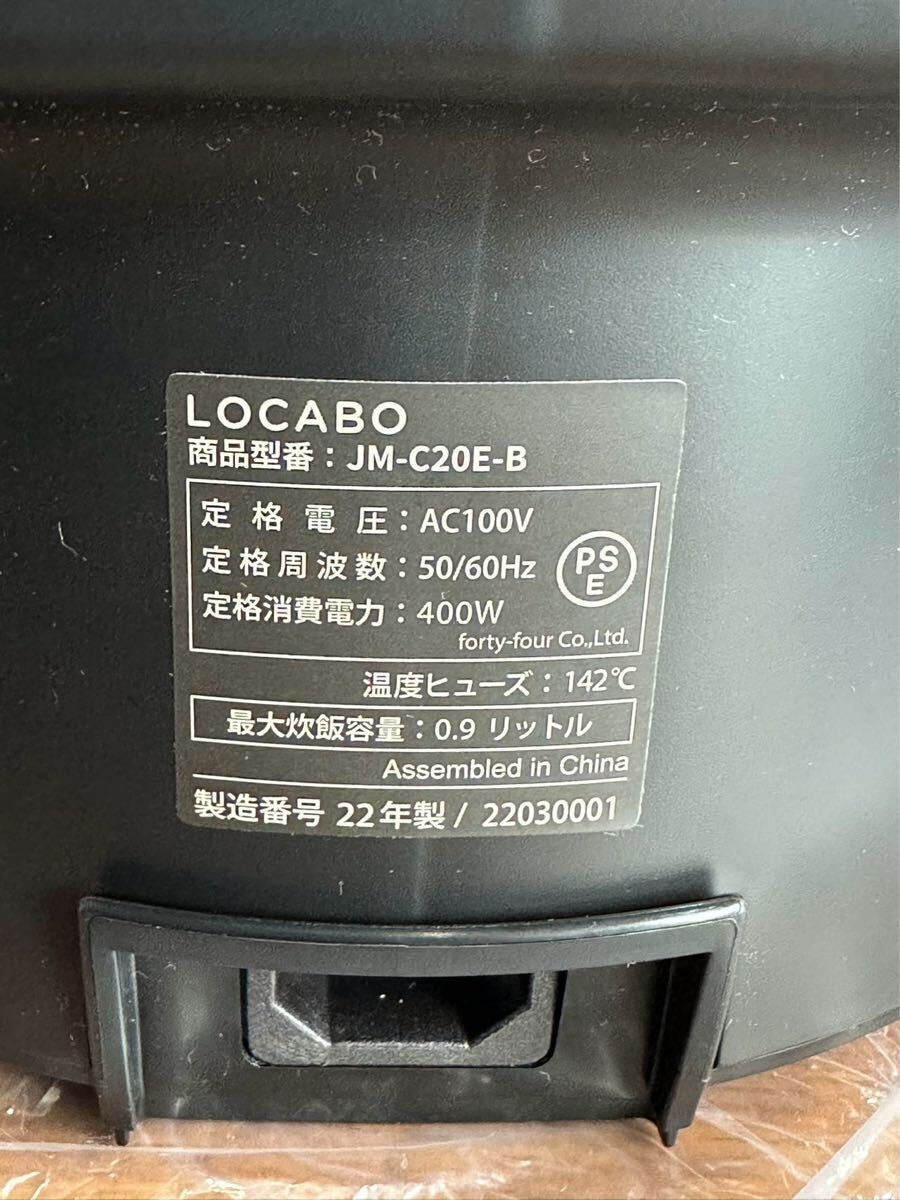 LOCABO
商品型番：JM-C20E-B
定格電圧：AC100V
定格周波数：50/60Hz
定格消費電力：400W
PSE
forty-four Co.,Ltd.
温度ヒューズ：142℃
最大炊飯容量：0.9 リットル
Assembled in China
製造番号 22年製 / 22030001